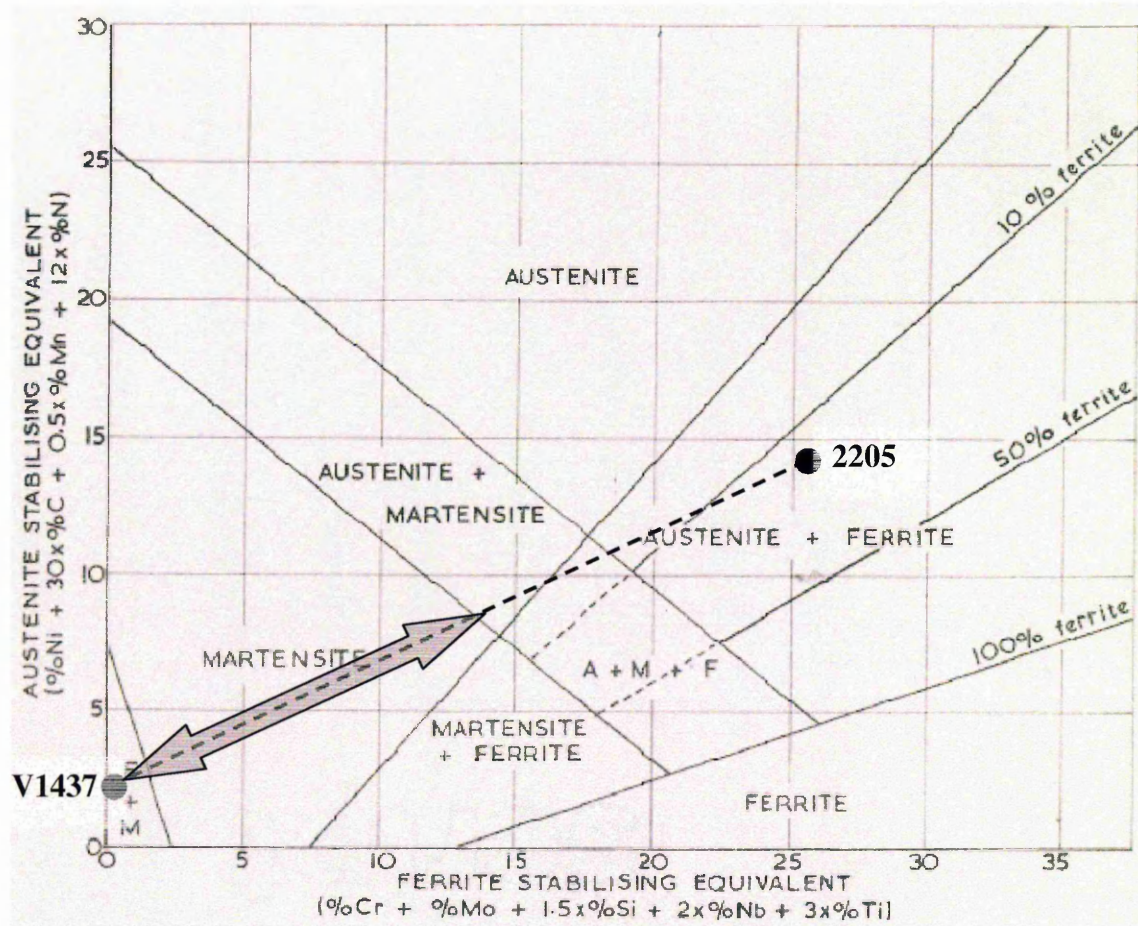 30
25
20
15
10
5
0
AUSTENITE STABILISING EQUIVALENT
(%Ni + 30x%C + 0.5x%Mn + 12x%N)
AUSTENITE
10% ferrite
50% ferrite
2205
AUSTENITE +
MARTENSITE
AUSTENITE + FERRITE
100% ferrite
MARTENSITE
A + M + F
MARTENSITE
+ FERRITE
V1437
F
+
M
FERRITE
0 5 10 15 20 25 30 35
FERRITE STABILISING EQUIVALENT
(%Cr + %Mo + 1.5x%Si + 2x%Nb + 3x%Ti)